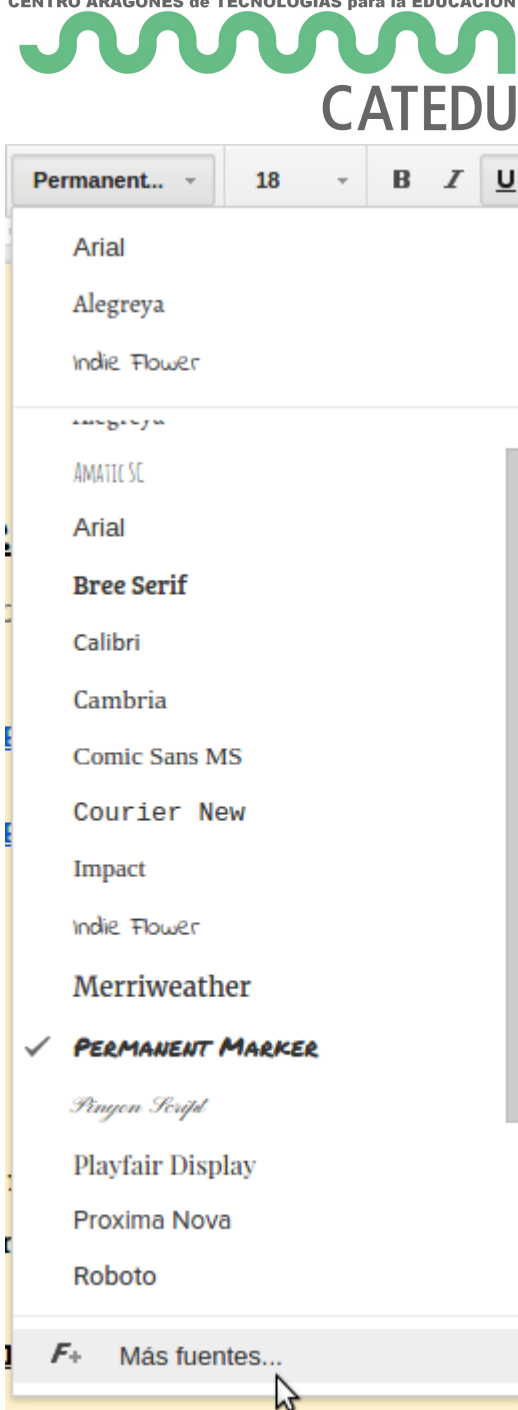 CENTRO ARAGONÉS de TECNOLOGÍAS para la EDUCACIÓN
CATEDU
Permanent... 18 B I U
Arial
Alegreya
Indie Flower
Alegreya
AMATIC SC
Arial
Bree Serif
Calibri
Cambria
Comic Sans MS
Courier New
Impact
Indie Flower
Merriweather
PERMANENT MARKER
Pinyon Script
Playfair Display
Proxima Nova
Roboto
F+ Más fuentes...